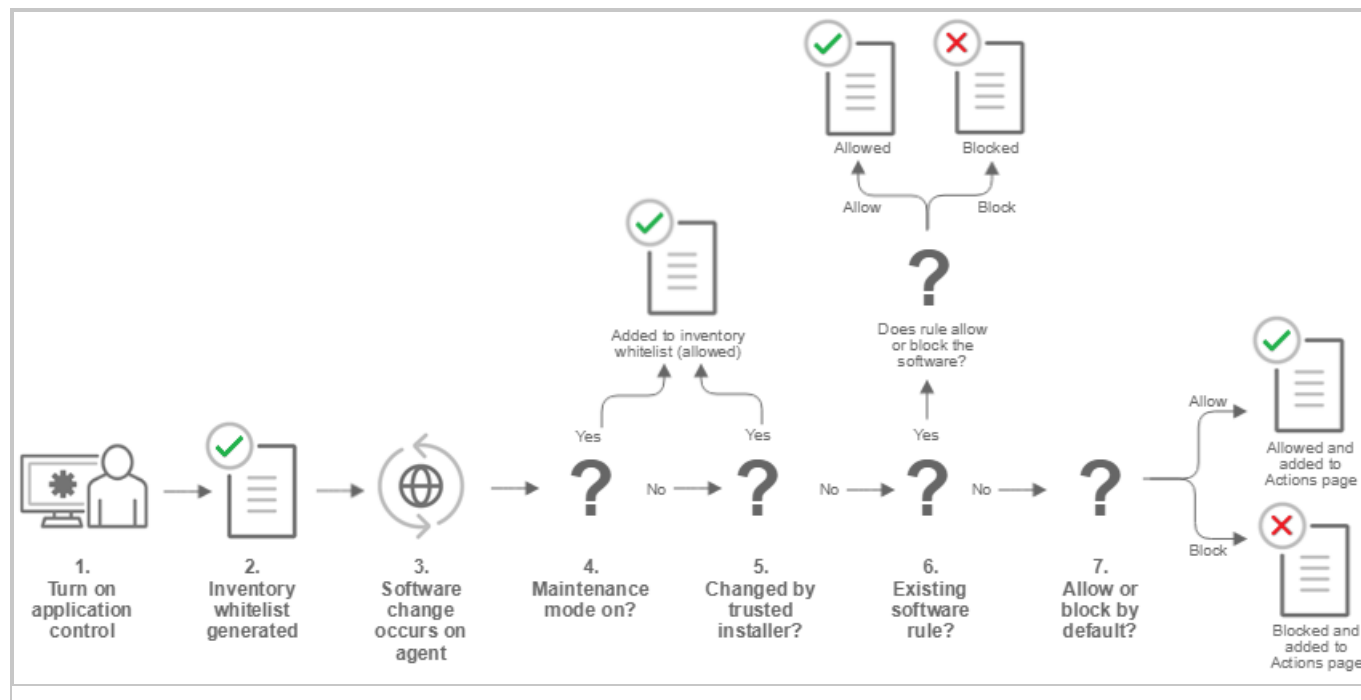 Allowed
Blocked
Allow
Block
Added to inventory
whitelist (allowed)
Does rule allow
or block the
software?
Yes
Yes
Yes
No
No
No
Allow
Allowed and
added to
Actions page
Block
Blocked and
added to
Actions page
1.
Turn on
application
control
2.
Inventory
whitelist
generated
3.
Software
change
occurs on
agent
4.
Maintenance
mode on?
5.
Changed by
trusted
installer?
6.
Existing
software
rule?
7.
Allow or
block by
default?
?
?
?
?
?